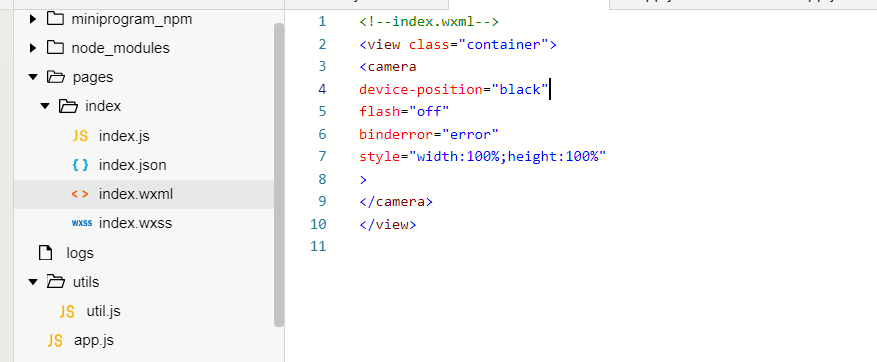 miniprogram_npm
node_modules
pages
index
JS index.js
{ } index.json
< > index.wxml
wxss index.wxss
logs
utils
JS util.js
JS app.js
1 <!--index.wxml-->
2 <view class="container">
3 <camera
4 device-position="black"
5 flash="off"
6 binderror="error"
7 style="width:100%;height:100%"
8 >
9 </camera>
10 </view>
11